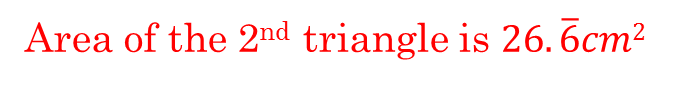 Area of the 2ⁿᵈ triangle is 26.6̅cm²